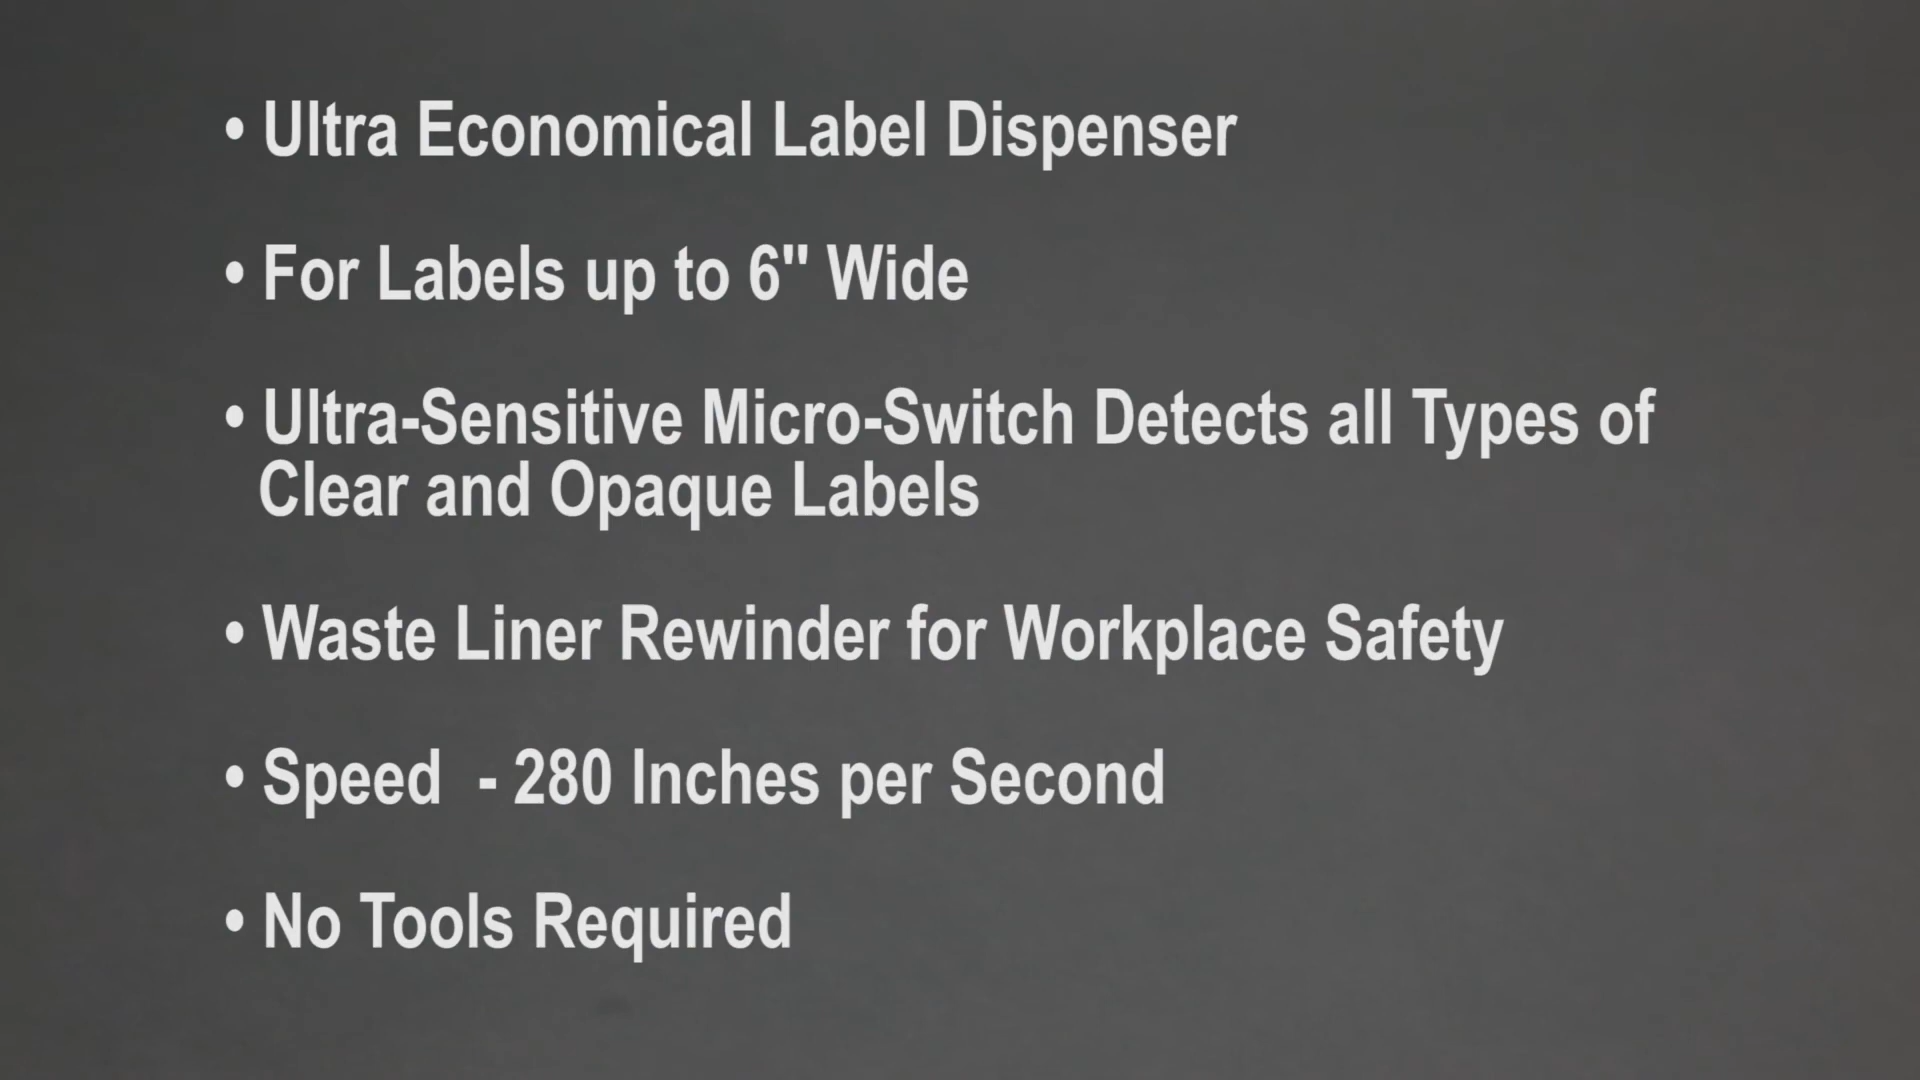 • Ultra Economical Label Dispenser
• For Labels up to 6" Wide
• Ultra-Sensitive Micro-Switch Detects all Types of
Clear and Opaque Labels
• Waste Liner Rewinder for Workplace Safety
• Speed  - 280 Inches per Second
• No Tools Required